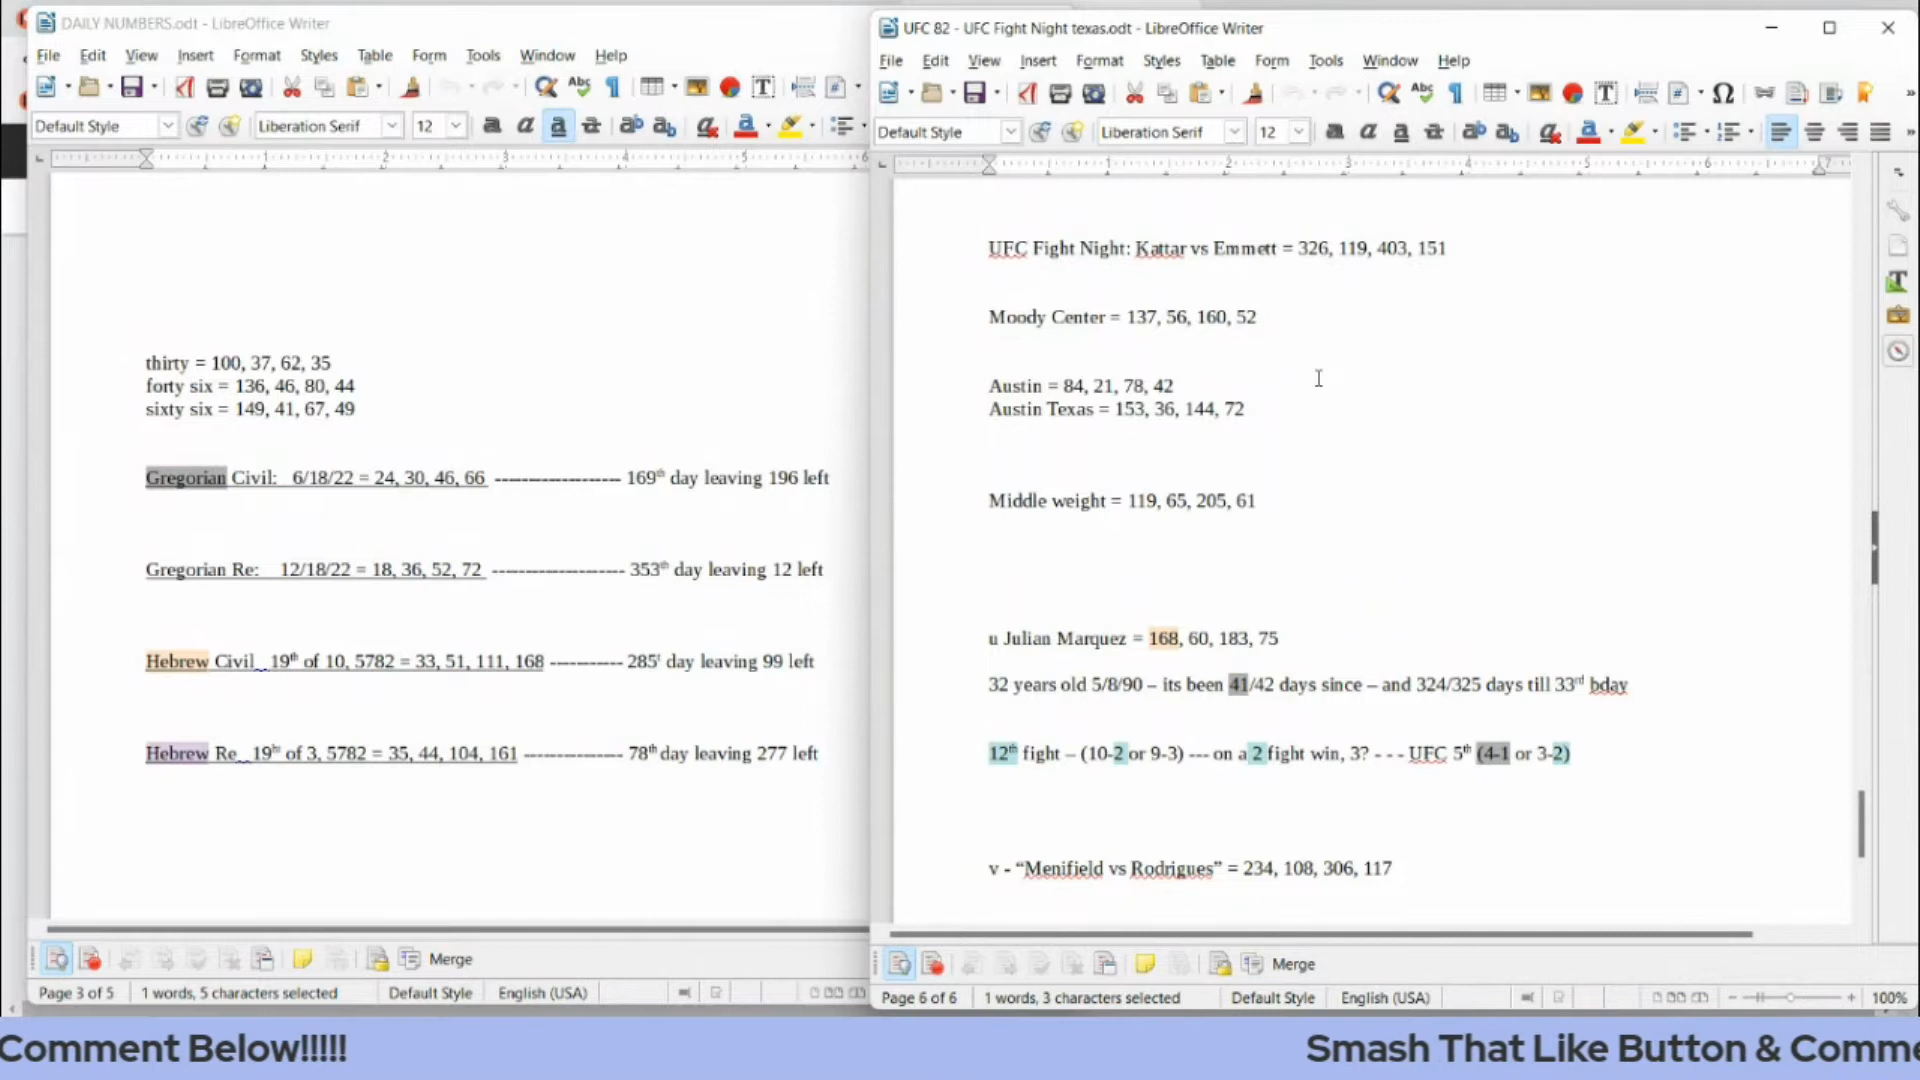 DAILY NUMBERS.odt - LibreOffice Writer
File Edit View Insert Format Styles Table Form Tools Window Help
Default Style Liberation Serif 12
thirty = 100, 37, 62, 35
forty six = 136, 46, 80, 44
sixty six = 149, 41, 67, 49
Gregorian Civil: 6/18/22 = 24, 30, 46, 66 -------------------- 169th day leaving 196 left
Gregorian Re: 12/18/22 = 18, 36, 52, 72 --------------------- 353th day leaving 12 left
Hebrew Civil 19th of 10, 5782 = 33, 51, 111, 168 ----------- 285t day leaving 99 left
Hebrew Re 19th of 3, 5782 = 35, 44, 104, 161 --------------- 78th day leaving 277 left
Merge
Page 3 of 5 1 words, 5 characters selected Default Style English (USA)
UFC 82 - UFC Fight Night texas.odt - LibreOffice Writer
File Edit View Insert Format Styles Table Form Tools Window Help
Default Style Liberation Serif 12
UFC Fight Night: Kattar vs Emmett = 326, 119, 403, 151
Moody Center = 137, 56, 160, 52
Austin = 84, 21, 78, 42
Austin Texas = 153, 36, 144, 72
Middle weight = 119, 65, 205, 61
u Julian Marquez = 168, 60, 183, 75
32 years old 5/8/90 – its been 41/42 days since – and 324/325 days till 33rd bday
12th fight – (10-2 or 9-3) --- on a 2 fight win, 3? - - - UFC 5th (4-1 or 3-2)
v - “Menifield vs Rodrigues” = 234, 108, 306, 117
Merge
Page 6 of 6 1 words, 3 characters selected Default Style English (USA) 100%
Comment Below!!!!! Smash That Like Button & Comme